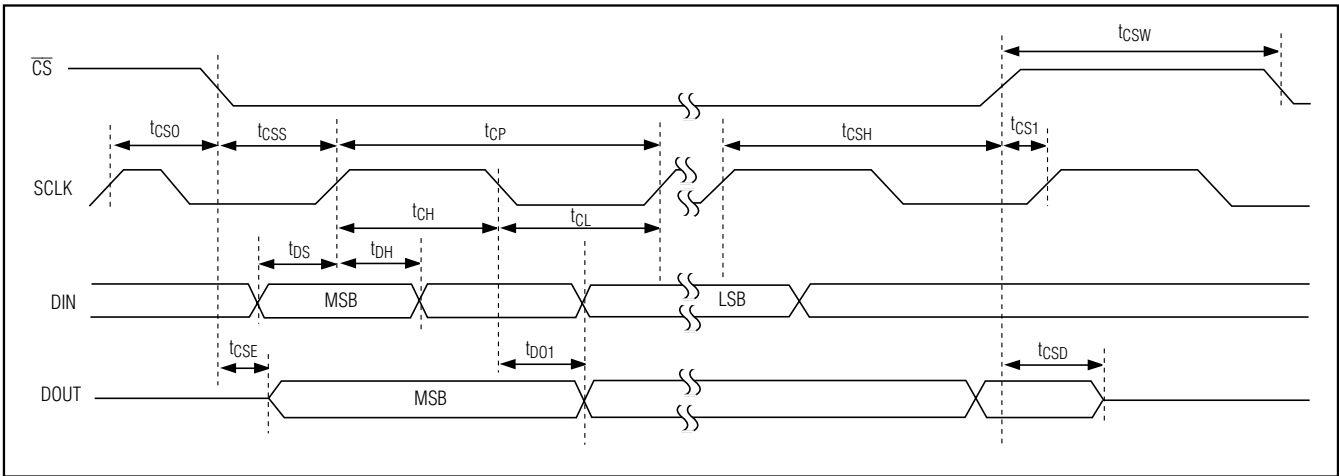 tCSW
CS
tCSO tCSS tCP tCSH tCS1
SCLK
tCH tCL
tDS tDH
DIN MSB LSB
tCSE tDO1 tCSD
DOUT MSB